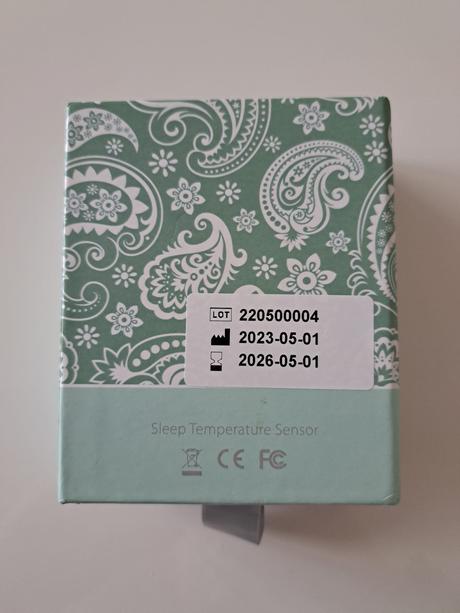 LOT 220500004
2023-05-01
2026-05-01
Sleep Temperature Sensor
CE FC